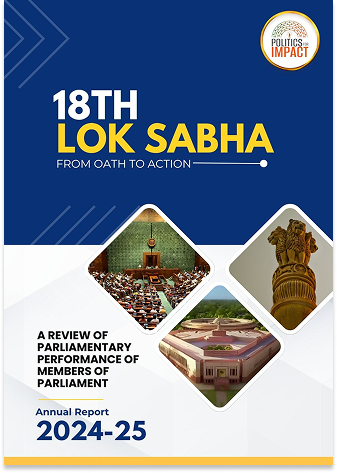 POLITICS FOR
IMPACT
18TH
LOK SABHA
FROM OATH TO ACTION
A REVIEW OF
PARLIAMENTARY
PERFORMANCE OF
MEMBERS OF
PARLIAMENT
Annual Report
2024-25